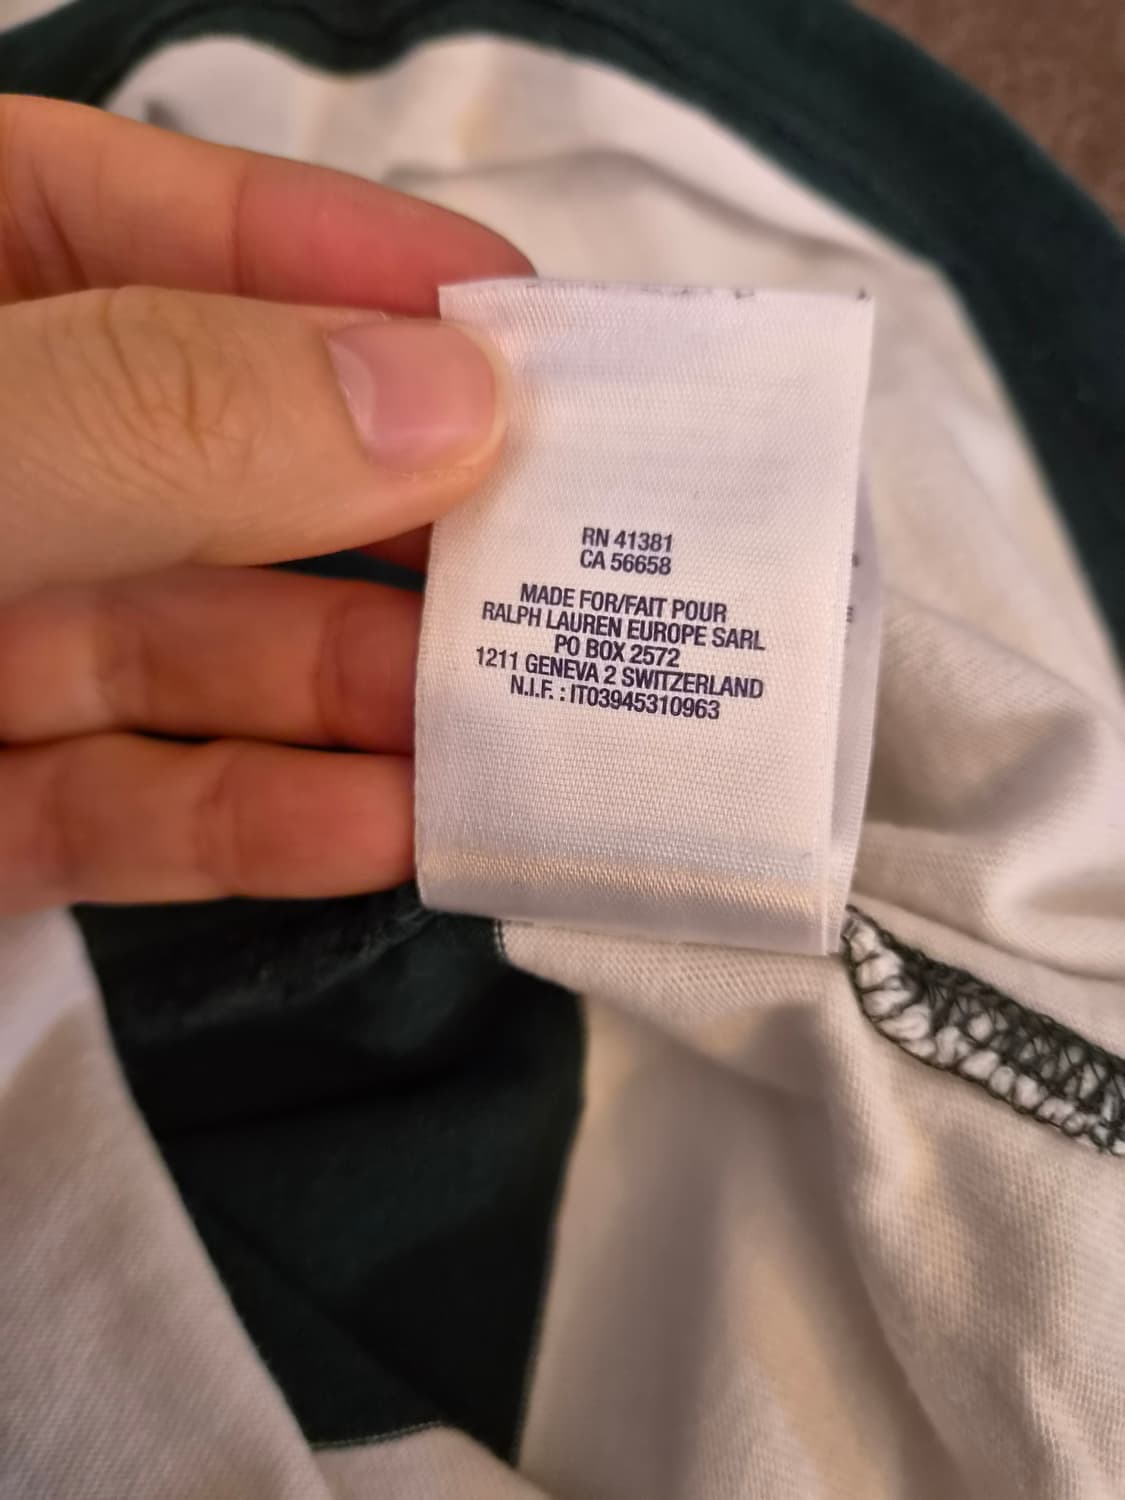 RN 41381
CA 56658
MADE FOR/FAIT POUR
RALPH LAUREN EUROPE SARL
PO BOX 2572
1211 GENEVA 2 SWITZERLAND
N.I.F. : IT03945310963